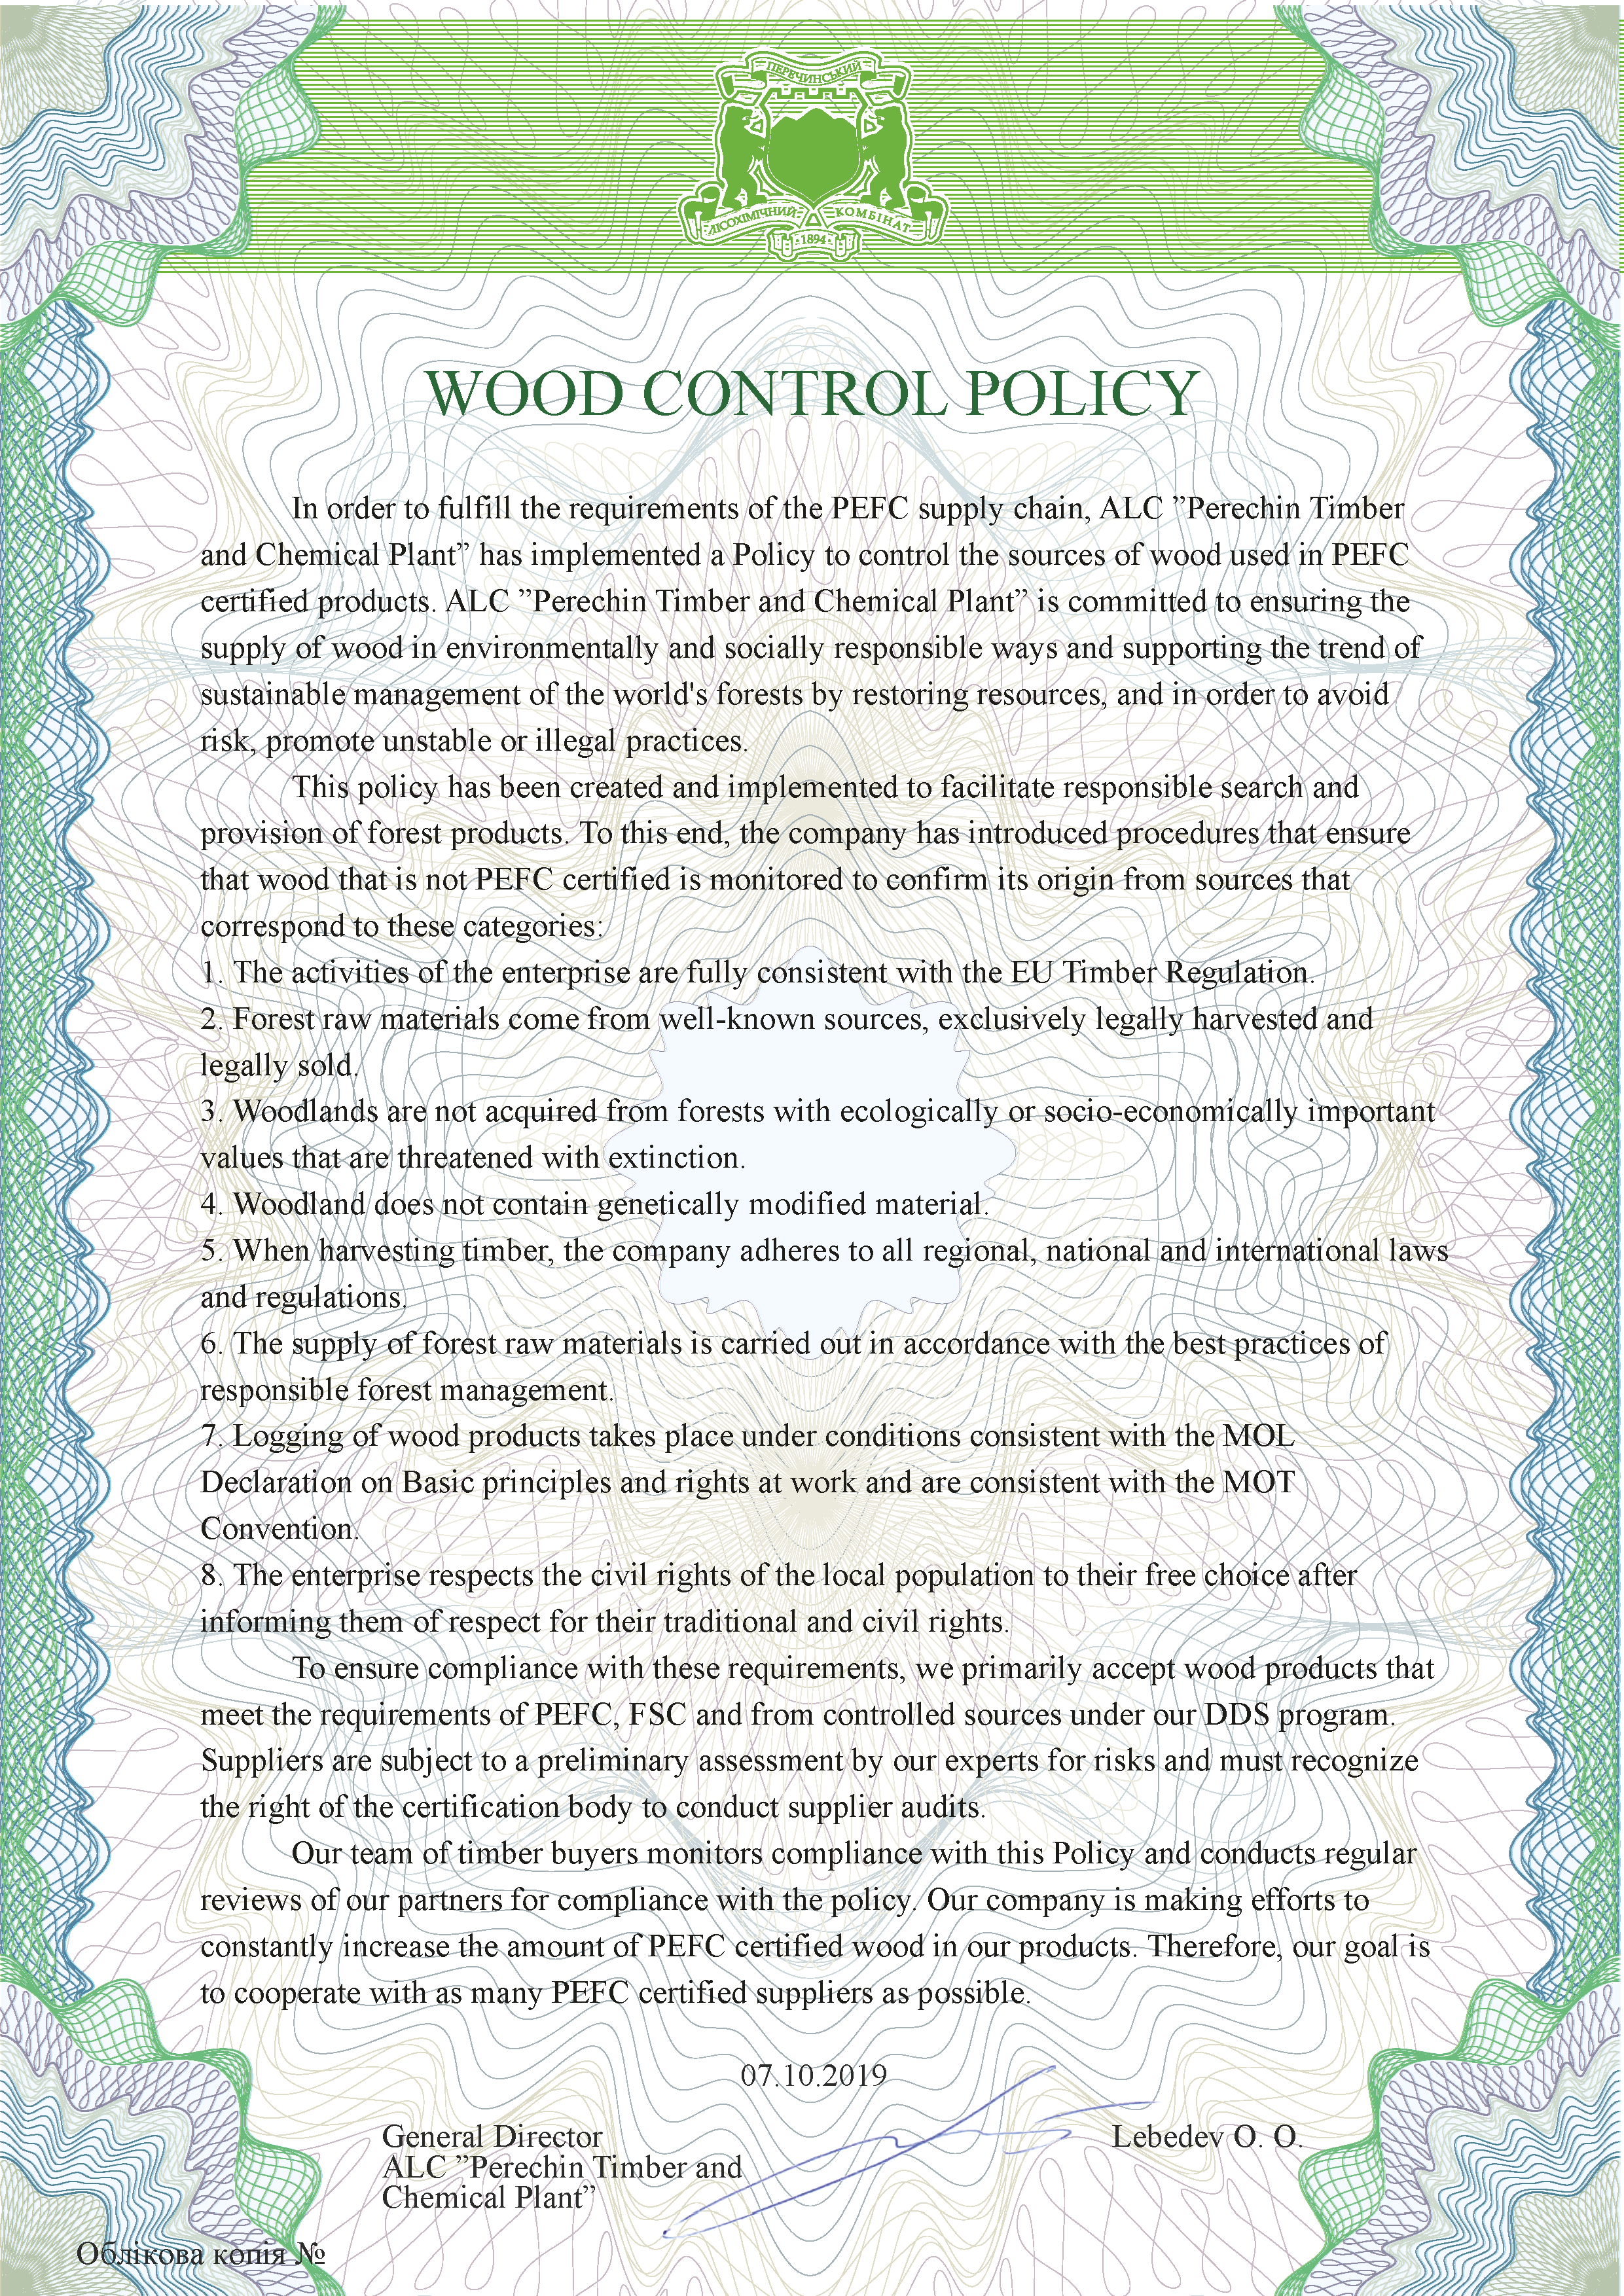 ПЕРЕЧИНСЬКИЙ
ЛІСОХІМІЧНИЙ КОМБІНАТ
1894
WOOD CONTROL POLICY
In order to fulfill the requirements of the PEFC supply chain, ALC ”Perechin Timber
and Chemical Plant” has implemented a Policy to control the sources of wood used in PEFC
certified products. ALC ”Perechin Timber and Chemical Plant” is committed to ensuring the
supply of wood in environmentally and socially responsible ways and supporting the trend of
sustainable management of the world's forests by restoring resources, and in order to avoid
risk, promote unstable or illegal practices.
This policy has been created and implemented to facilitate responsible search and
provision of forest products. To this end, the company has introduced procedures that ensure
that wood that is not PEFC certified is monitored to confirm its origin from sources that
correspond to these categories:
1. The activities of the enterprise are fully consistent with the EU Timber Regulation.
2. Forest raw materials come from well-known sources, exclusively legally harvested and
legally sold.
3. Woodlands are not acquired from forests with ecologically or socio-economically important
values that are threatened with extinction.
4. Woodland does not contain genetically modified material.
5. When harvesting timber, the company adheres to all regional, national and international laws
and regulations.
6. The supply of forest raw materials is carried out in accordance with the best practices of
responsible forest management.
7. Logging of wood products takes place under conditions consistent with the MOL
Declaration on Basic principles and rights at work and are consistent with the MOT
Convention.
8. The enterprise respects the civil rights of the local population to their free choice after
informing them of respect for their traditional and civil rights.
To ensure compliance with these requirements, we primarily accept wood products that
meet the requirements of PEFC, FSC and from controlled sources under our DDS program.
Suppliers are subject to a preliminary assessment by our experts for risks and must recognize
the right of the certification body to conduct supplier audits.
Our team of timber buyers monitors compliance with this Policy and conducts regular
reviews of our partners for compliance with the policy. Our company is making efforts to
constantly increase the amount of PEFC certified wood in our products. Therefore, our goal is
to cooperate with as many PEFC certified suppliers as possible.
07.10.2019
General Director Lebedev O. O.
ALC ”Perechin Timber and
Chemical Plant”
Облікова копія №